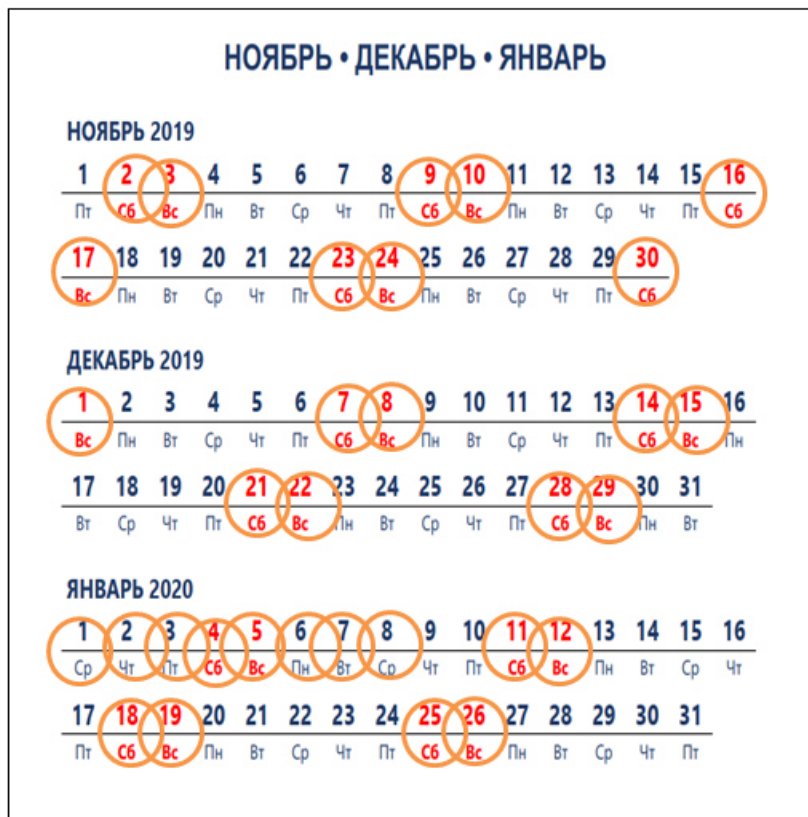 НОЯБРЬ • ДЕКАБРЬ • ЯНВАРЬ
НОЯБРЬ 2019
1 2 3 4 5 6 7 8 9 10 11 12 13 14 15 16
Пт Сб Вс Пн Вт Ср Чт Пт Сб Вс Пн Вт Ср Чт Пт Сб
17 18 19 20 21 22 23 24 25 26 27 28 29 30
Вс Пн Вт Ср Чт Пт Сб Вс Пн Вт Ср Чт Пт Сб
ДЕКАБРЬ 2019
1 2 3 4 5 6 7 8 9 10 11 12 13 14 15 16
Вс Пн Вт Ср Чт Пт Сб Вс Пн Вт Ср Чт Пт Сб Вс Пн
17 18 19 20 21 22 23 24 25 26 27 28 29 30 31
Вт Ср Чт Пт Сб Вс Пн Вт Ср Чт Пт Сб Вс Пн Вт
ЯНВАРЬ 2020
1 2 3 4 5 6 7 8 9 10 11 12 13 14 15 16
Ср Чт Пт Сб Вс Пн Вт Ср Чт Пт Сб Вс Пн Вт Ср Чт
17 18 19 20 21 22 23 24 25 26 27 28 29 30 31
Пт Сб Вс Пн Вт Ср Чт Пт Сб Вс Пн Вт Ср Чт Пт